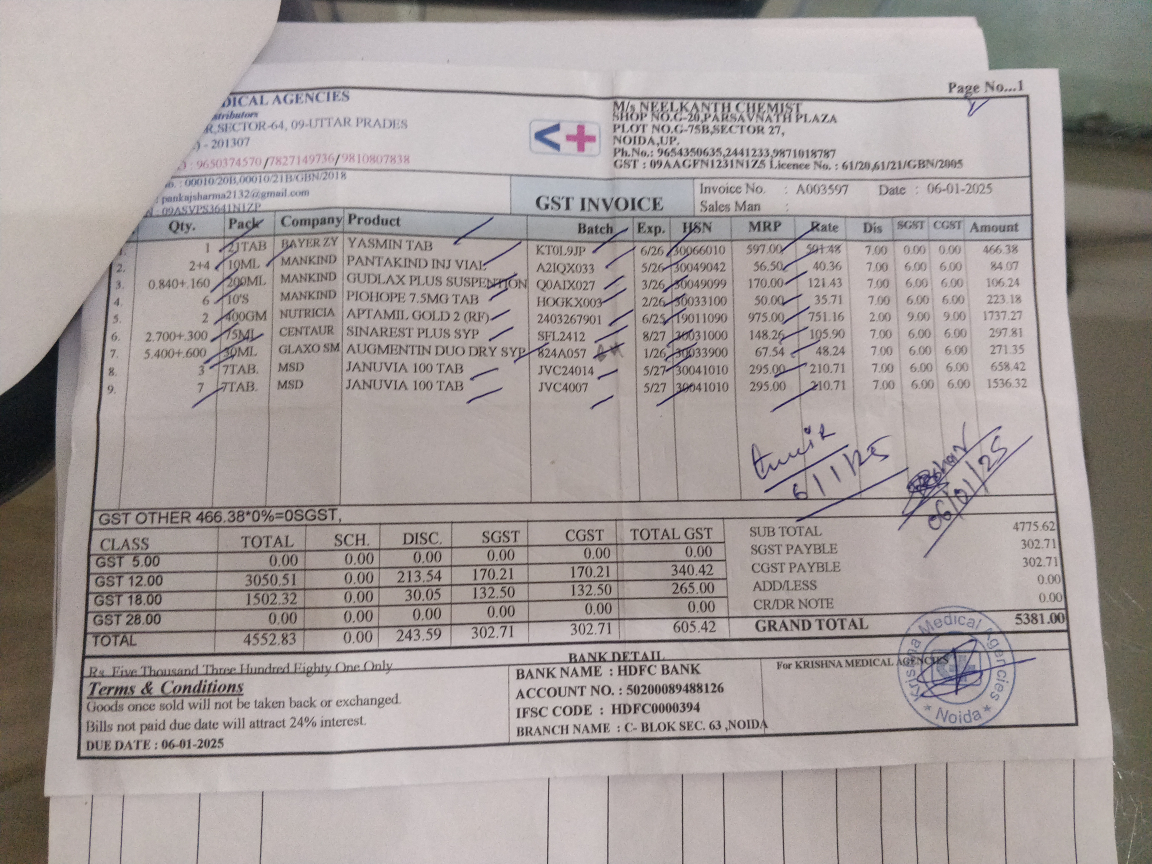 Page No...1
DICAL AGENCIES
stributors
R,SECTOR-64, 09-UTTAR PRADES
- 201307
: 9650374570/7827149736/9810807838
: 00010/20B,00010/21B/GBN/2018
: pankajsharma2132@gmail.com
: 09ASVPS3641N1ZP
M/s NEELKANTH CHEMIST
SHOP NO.G-20,PARSAVNATH PLAZA
PLOT NO.G-75B,SECTOR 27,
NOIDA,UP.
Ph.No.: 9654350635,2441233,9871018787
GST : 09AAGFN1231N1Z5 Licence No. : 61/20,61/21/GBN/2005
GST INVOICE
Invoice No. : A003597 Date : 06-01-2025
Sales Man :
Qty. Pack Company Product Batch Exp. HSN MRP Rate Dis SGST CGST Amount
1 21TAB BAYER ZY YASMIN TAB KT0L9JP 6/26 30066010 597.00 501.48 7.00 0.00 0.00 466.38
2. 2+4 10ML MANKIND PANTAKIND INJ VIAL A2IQX033 5/26 30049042 56.50 40.36 7.00 6.00 6.00 84.07
3. 0.840+.160 200ML MANKIND GUDLAX PLUS SUSPENTION Q0AIX027 3/26 30049099 170.00 121.43 7.00 6.00 6.00 106.24
4. 6 10'S MANKIND PIOHOPE 7.5MG TAB HOGKX003 2/26 30033100 50.00 35.71 7.00 6.00 6.00 223.18
5. 2 400GM NUTRICIA APTAMIL GOLD 2 (RF) 2403267901 6/25 19011090 975.00 751.16 2.00 9.00 9.00 1737.27
6. 2.700+.300 75ML CENTAUR SINAREST PLUS SYP SFL2412 8/27 30031000 148.26 105.90 7.00 6.00 6.00 297.81
7. 5.400+.600 30ML GLAXO SM AUGMENTIN DUO DRY SYP 824A057 1/26 30033900 67.54 48.24 7.00 6.00 6.00 271.35
8. 3 7TAB. MSD JANUVIA 100 TAB JVC24014 5/27 30041010 295.00 210.71 7.00 6.00 6.00 658.42
9. 7 7TAB. MSD JANUVIA 100 TAB JVC4007 5/27 30041010 295.00 210.71 7.00 6.00 6.00 1536.32
6/1/25
06/01/25
GST OTHER 466.38*0%=0SGST,
CLASS TOTAL SCH. DISC. SGST CGST TOTAL GST
GST 5.00 0.00 0.00 0.00 0.00 0.00 0.00
GST 12.00 3050.51 0.00 213.54 170.21 170.21 340.42
GST 18.00 1502.32 0.00 30.05 132.50 132.50 265.00
GST 28.00 0.00 0.00 0.00 0.00 0.00 0.00
TOTAL 4552.83 0.00 243.59 302.71 302.71 605.42
SUB TOTAL 4775.62
SGST PAYBLE 302.71
CGST PAYBLE 302.71
ADD/LESS 0.00
CR/DR NOTE 0.00
GRAND TOTAL 5381.00
Rs. Five Thousand Three Hundred Eighty One Only
Terms & Conditions
Goods once sold will not be taken back or exchanged.
Bills not paid due date will attract 24% interest.
DUE DATE : 06-01-2025
BANK DETAIL
BANK NAME : HDFC BANK
ACCOUNT NO. : 50200089488126
IFSC CODE : HDFC0000394
BRANCH NAME : C- BLOK SEC. 63 ,NOIDA
For KRISHNA MEDICAL AGENCIES
Krishna Medical Agencies
Noida